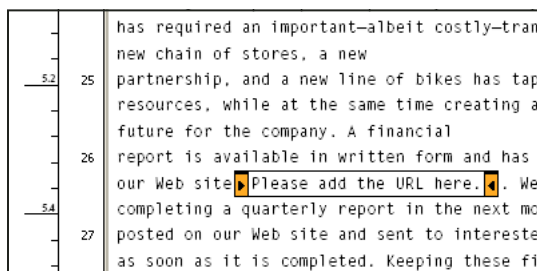 has required an important—albeit costly—tran
new chain of stores, a new
5.2 25 partnership, and a new line of bikes has tap
resources, while at the same time creating a
future for the company. A financial
26 report is available in written form and has
our Web site Please add the URL here. . We
5.4 completing a quarterly report in the next mo
27 posted on our Web site and sent to intereste
as soon as it is completed. Keeping these fi